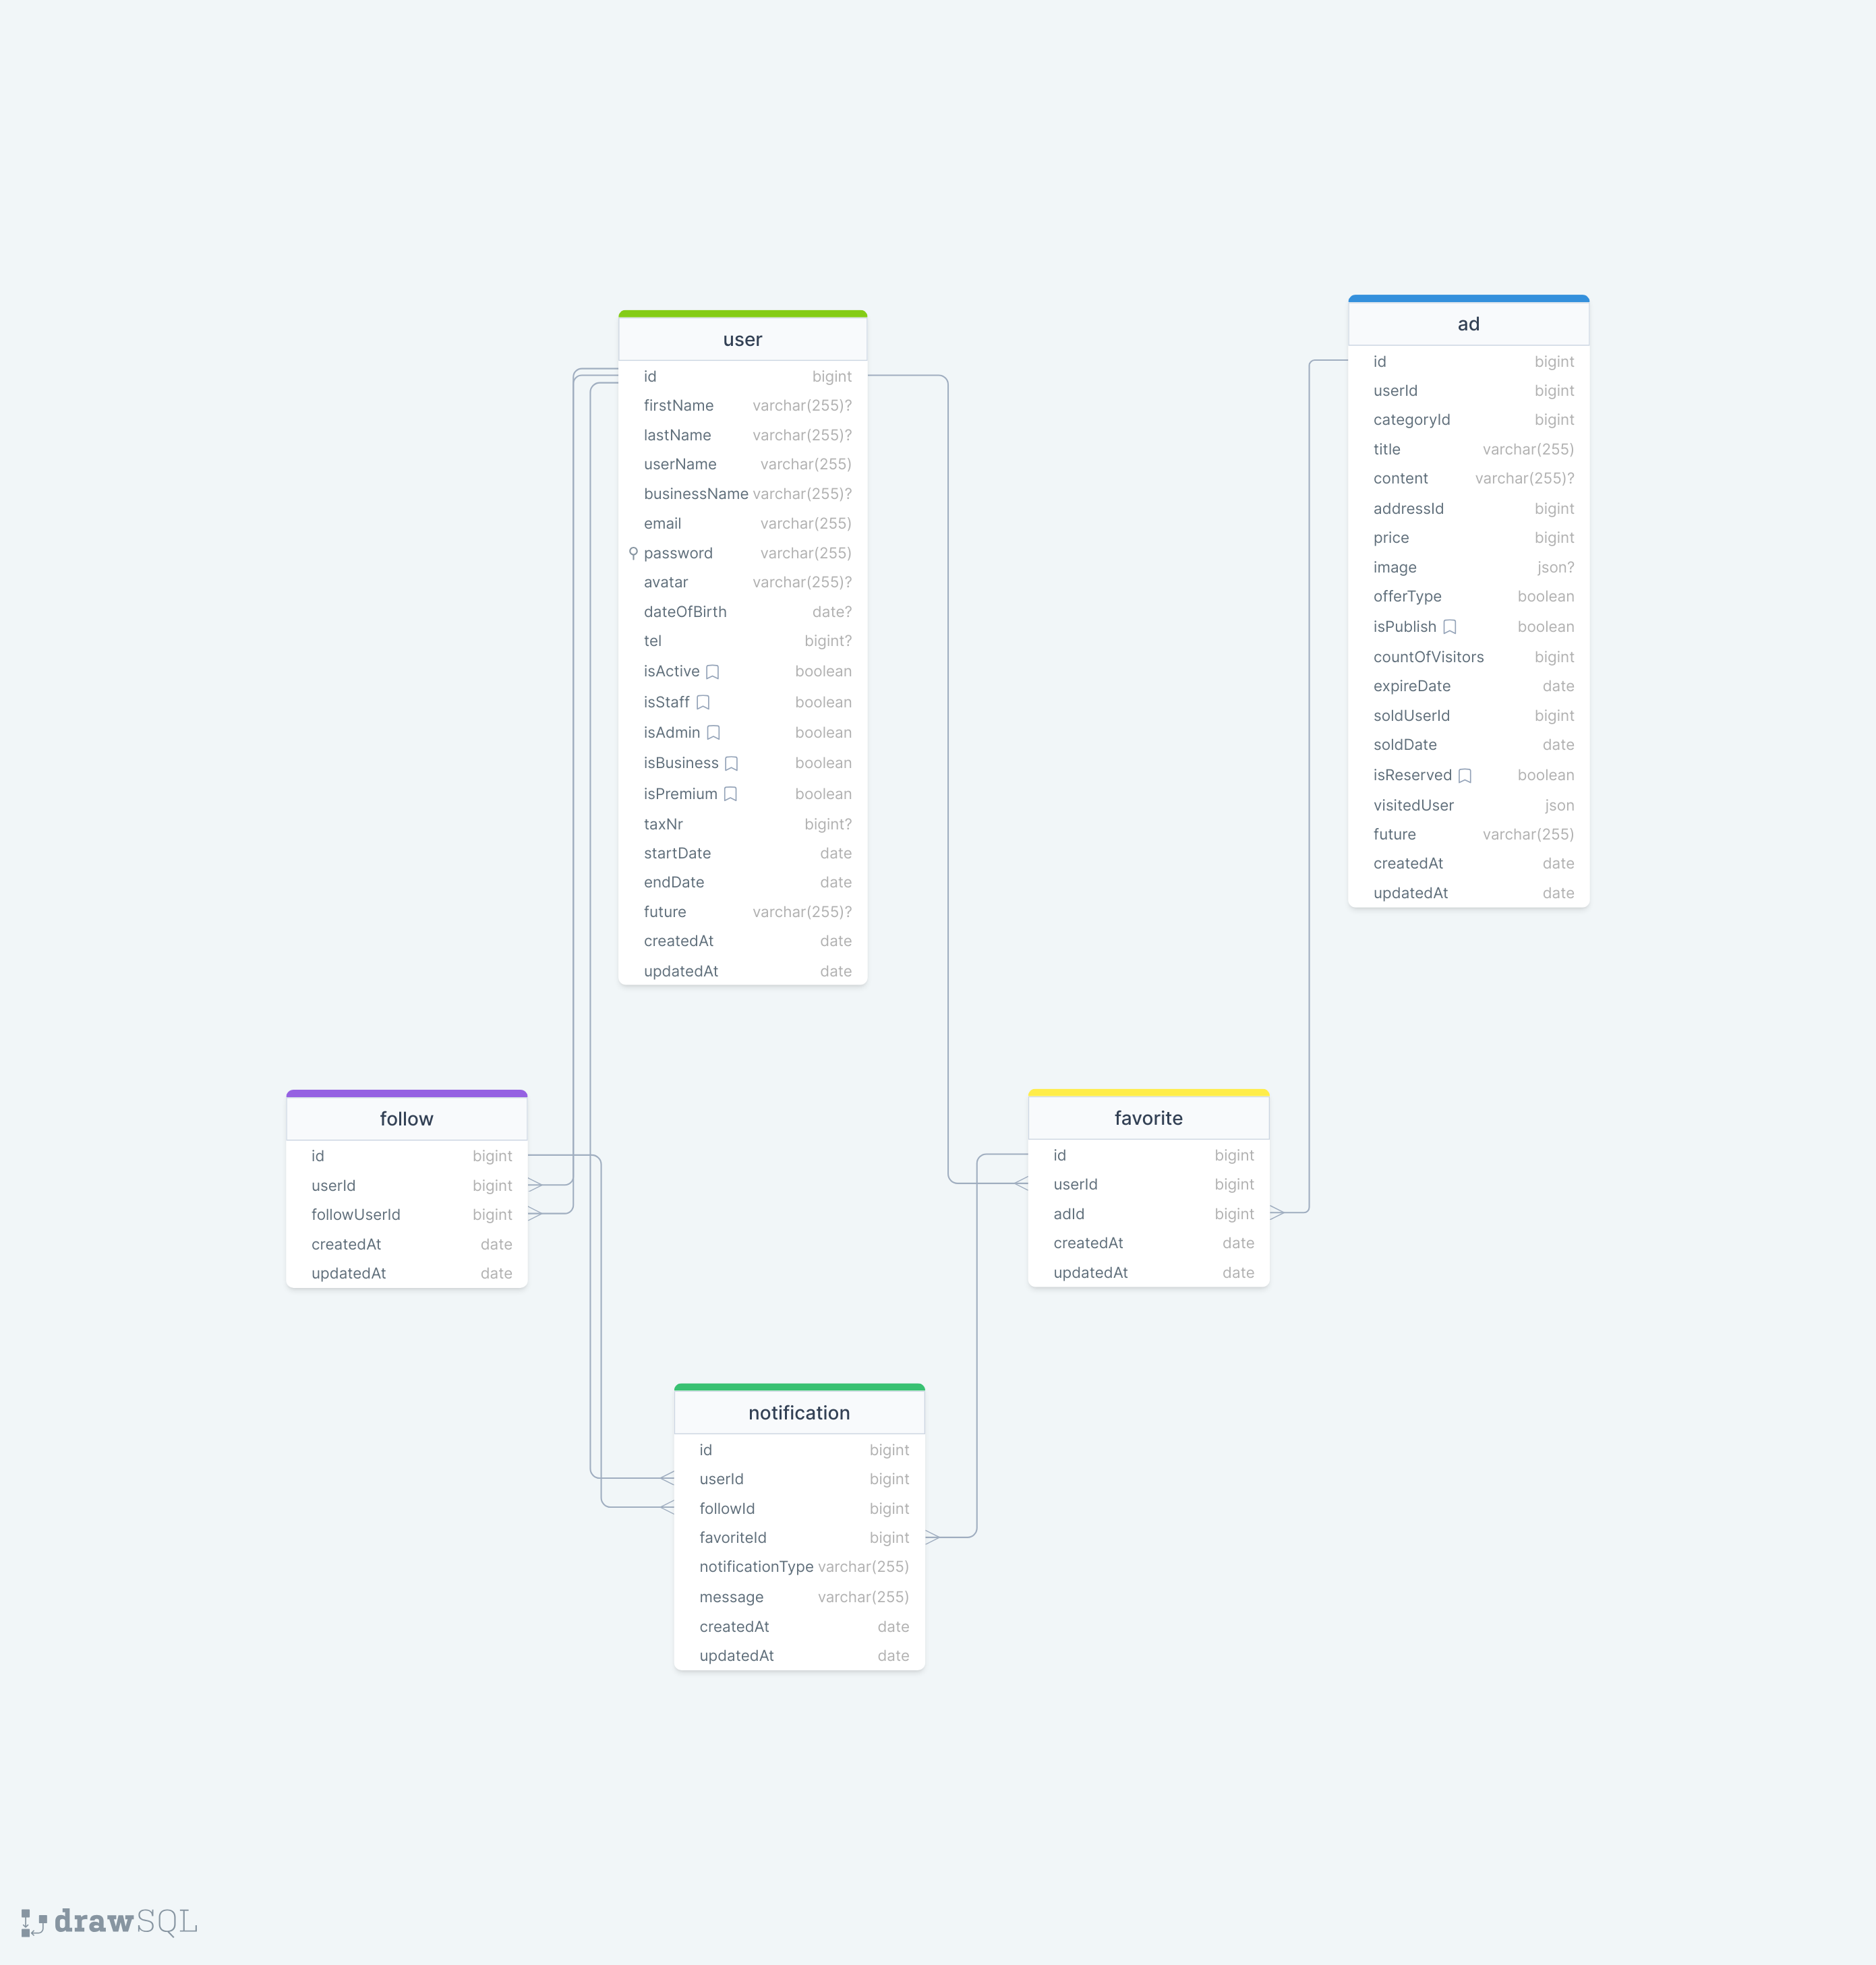 user
id bigint
firstName varchar(255)?
lastName varchar(255)?
userName varchar(255)
businessName varchar(255)?
email varchar(255)
password varchar(255)
avatar varchar(255)?
dateOfBirth date?
tel bigint?
isActive boolean
isStaff boolean
isAdmin boolean
isBusiness boolean
isPremium boolean
taxNr bigint?
startDate date
endDate date
future varchar(255)?
createdAt date
updatedAt date
ad
id bigint
userId bigint
categoryId bigint
title varchar(255)
content varchar(255)?
addressId bigint
price bigint
image json?
offerType boolean
isPublish boolean
countOfVisitors bigint
expireDate date
soldUserId bigint
soldDate date
isReserved boolean
visitedUser json
future varchar(255)
createdAt date
updatedAt date
follow
id bigint
userId bigint
followUserId bigint
createdAt date
updatedAt date
favorite
id bigint
userId bigint
adId bigint
createdAt date
updatedAt date
notification
id bigint
userId bigint
followId bigint
favoriteId bigint
notificationType varchar(255)
message varchar(255)
createdAt date
updatedAt date
drawSQL